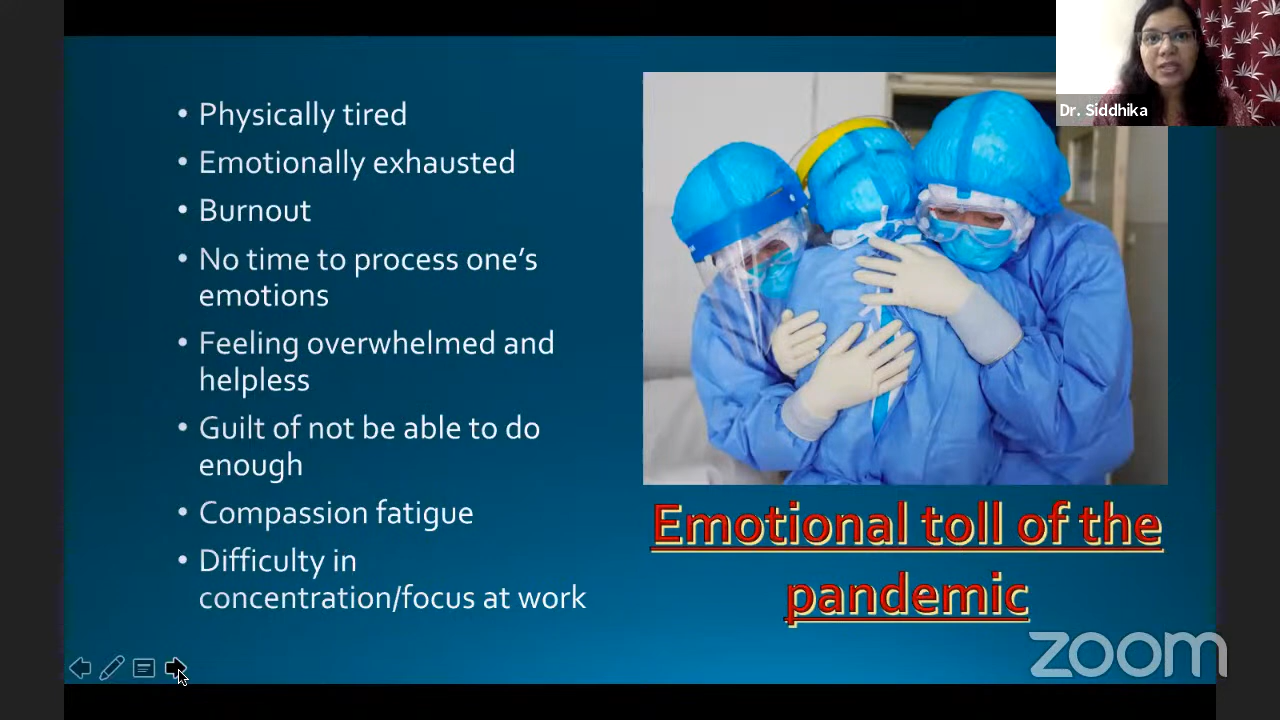 • Physically tired
• Emotionally exhausted
• Burnout
• No time to process one’s
emotions
• Feeling overwhelmed and
helpless
• Guilt of not be able to do
enough
• Compassion fatigue
• Difficulty in
concentration/focus at work
Dr. Siddhika
Emotional toll of the
pandemic
zoom